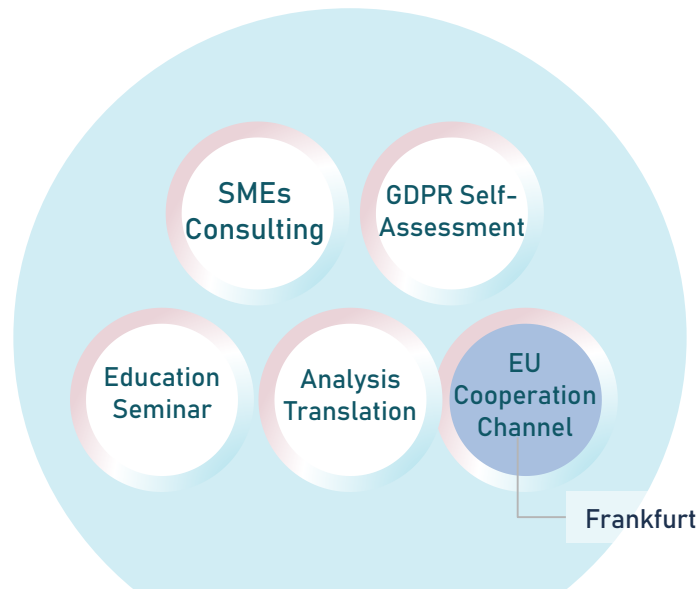 SMEs
Consulting
GDPR Self-
Assessment
Education
Seminar
Analysis
Translation
EU
Cooperation
Channel
Frankfurt